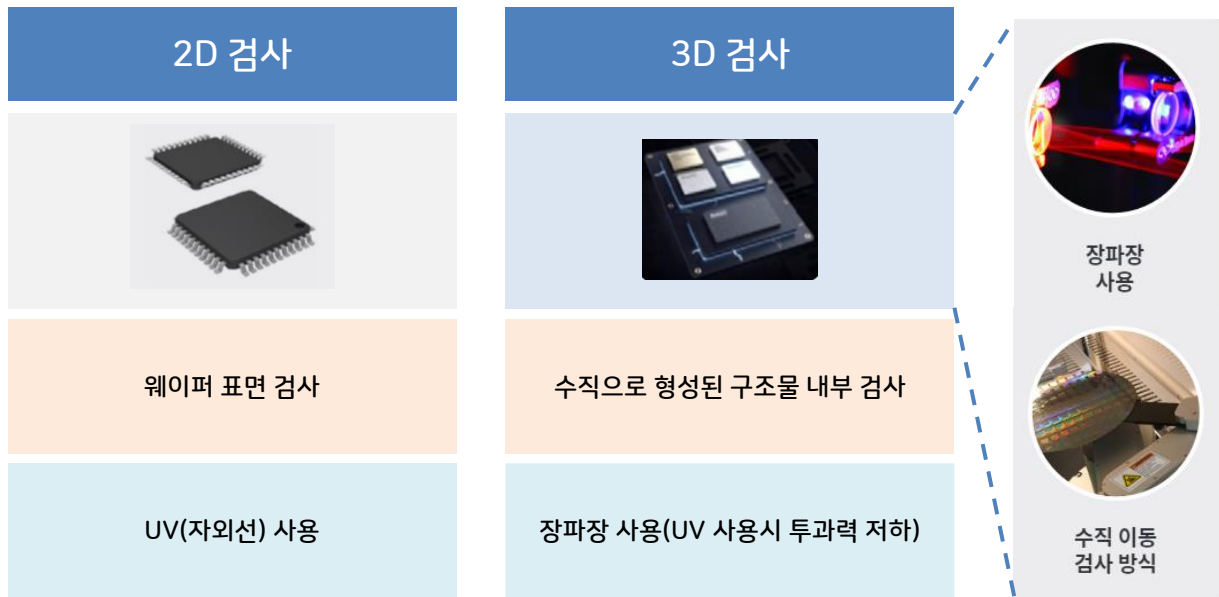 2D 검사
3D 검사
웨이퍼 표면 검사
수직으로 형성된 구조물 내부 검사
UV(자외선) 사용
장파장 사용(UV 사용시 투과력 저하)
장파장
사용
수직 이동
검사 방식